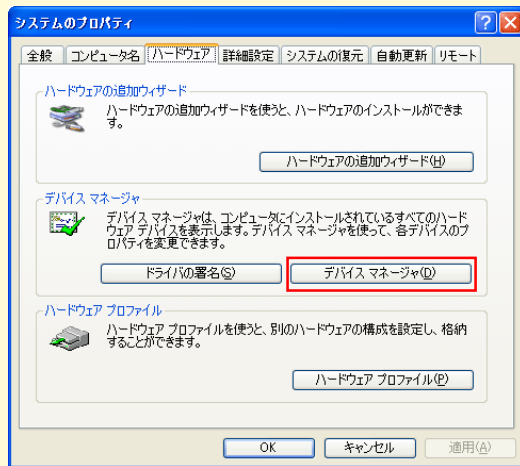 システムのプロパティ
全般 コンピュータ名 ハードウェア 詳細設定 システムの復元 自動更新 リモート
ハードウェアの追加ウィザード
ハードウェアの追加ウィザードを使うと、ハードウェアのインストールができま
す。
ハードウェアの追加ウィザード(H)
デバイス マネージャ
デバイス マネージャは、コンピュータにインストールされているすべてのハード
ウェア デバイスを表示します。デバイス マネージャを使って、各デバイスのプ
ロパティを変更できます。
ドライバの署名(S) デバイス マネージャ(D)
ハードウェア プロファイル
ハードウェア プロファイルを使うと、別のハードウェアの構成を設定し、格納
することができます。
ハードウェア プロファイル(P)
OK キャンセル 適用(A)